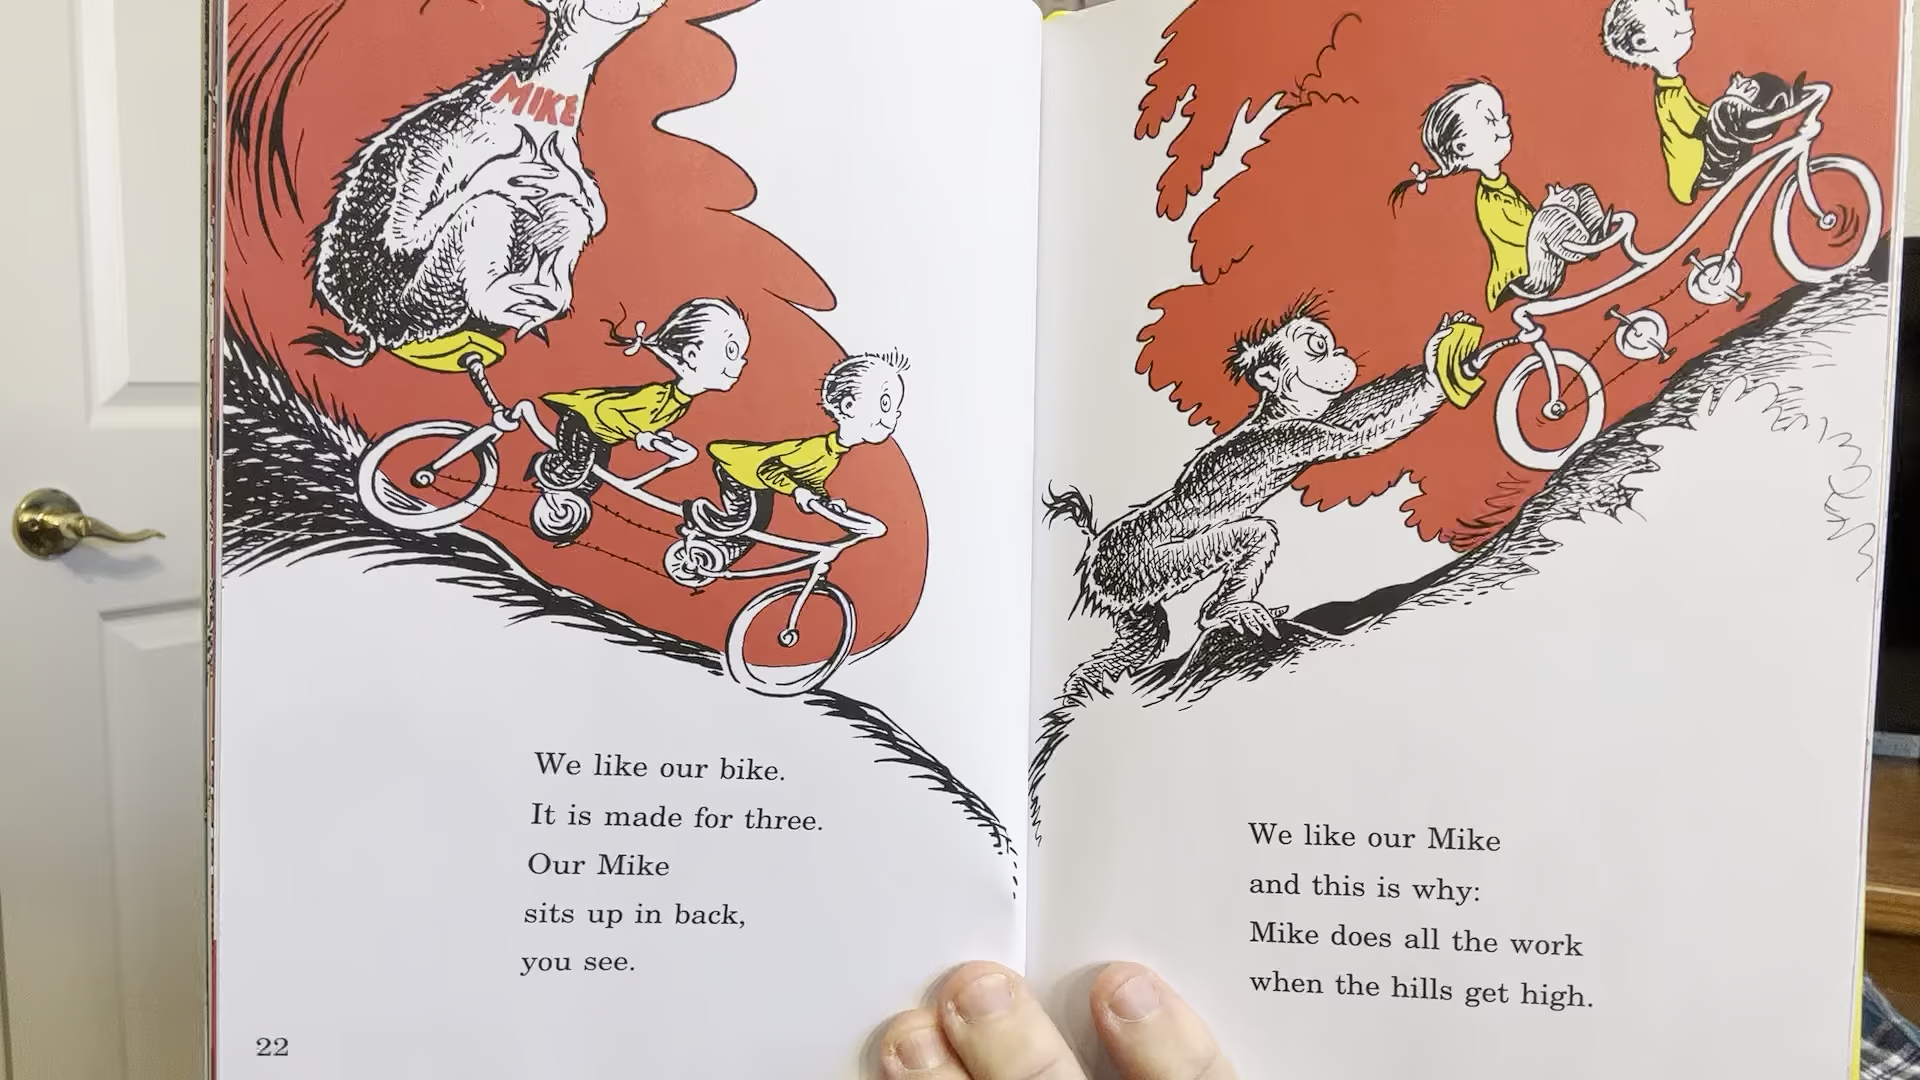 MIKE
We like our bike.
It is made for three.
Our Mike
sits up in back,
you see.
22
We like our Mike
and this is why:
Mike does all the work
when the hills get high.